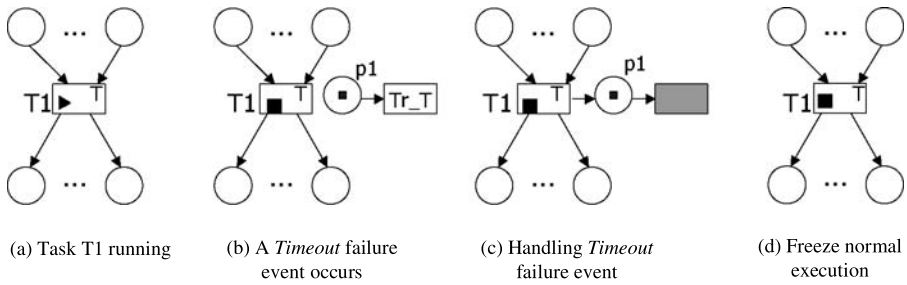 ...
...
...
...
p1
p1
T1 T
T1 T
Tr_T
T1 T
T1 T
...
...
...
...
(a) Task T1 running
(b) A Timeout failure
event occurs
(c) Handling Timeout
failure event
(d) Freeze normal
execution